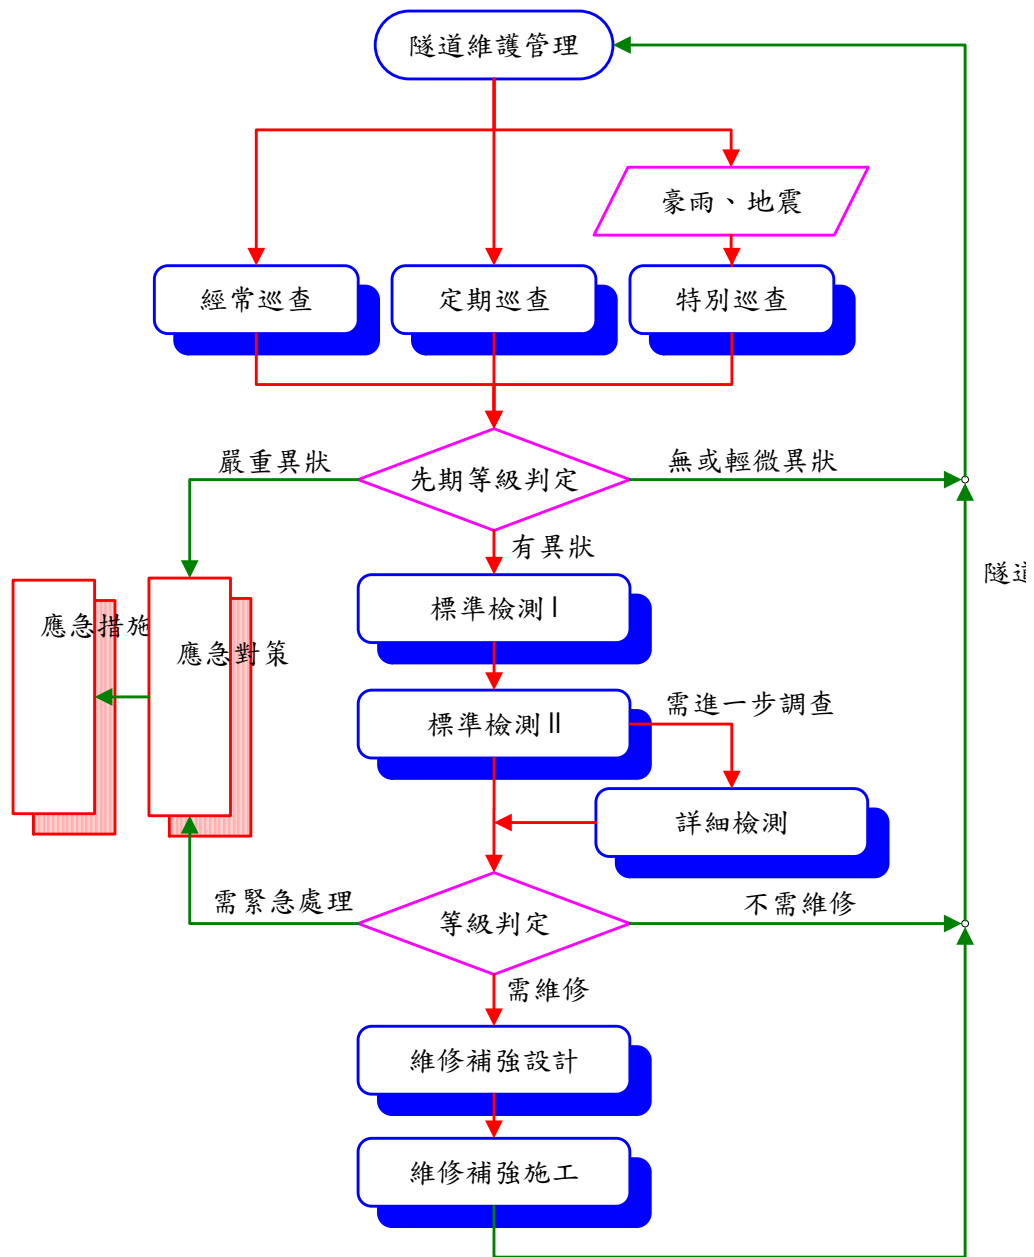 隧道維護管理
豪雨、地震
經常巡查
定期巡查
特別巡查
嚴重異狀
先期等級判定
無或輕微異狀
有異狀
隧道
標準檢測 I
應急措施
應急對策
需進一步調查
標準檢測 II
詳細檢測
需緊急處理
等級判定
不需維修
需維修
維修補強設計
維修補強施工